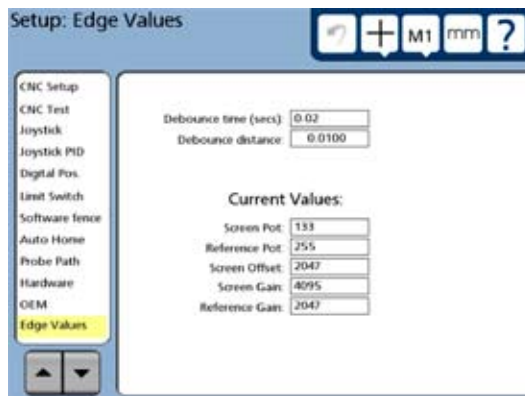 Setup: Edge Values
M1
mm
?
CNC Setup
CNC Test
Joystick
Joystick PID
Digital Pos.
Limit Switch
Software fence
Auto Home
Probe Path
Hardware
OEM
Edge Values
Debounce time (secs): 0.02
Debounce distance: 0.0100
Current Values:
Screen Pot: 133
Reference Pot: 255
Screen Offset: 2047
Screen Gain: 4095
Reference Gain: 2047